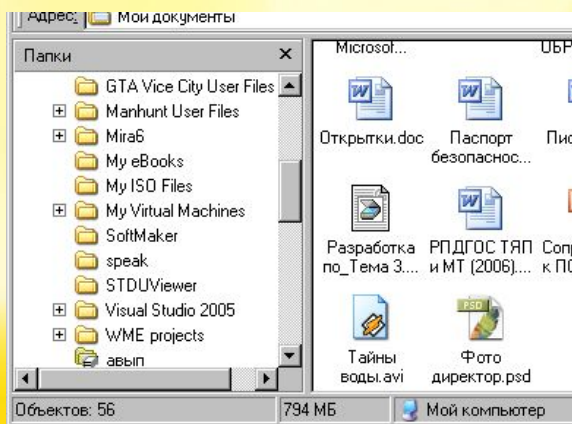 Адрес: Мои документы
Папки
GTA Vice City User Files
Manhunt User Files
Mira6
My eBooks
My ISO Files
My Virtual Machines
SoftMaker
speak
STDUViewer
Visual Studio 2005
WME projects
авып
Microsof...
Открытки.doc
Паспорт
безопаснос...
Разработка
по_Тема 3....
РПДГОС ТЯП
и МТ (2006)....
Тайны
воды.avi
PSD
Фото
директор.psd
Объектов: 56
794 МБ
Мой компьютер